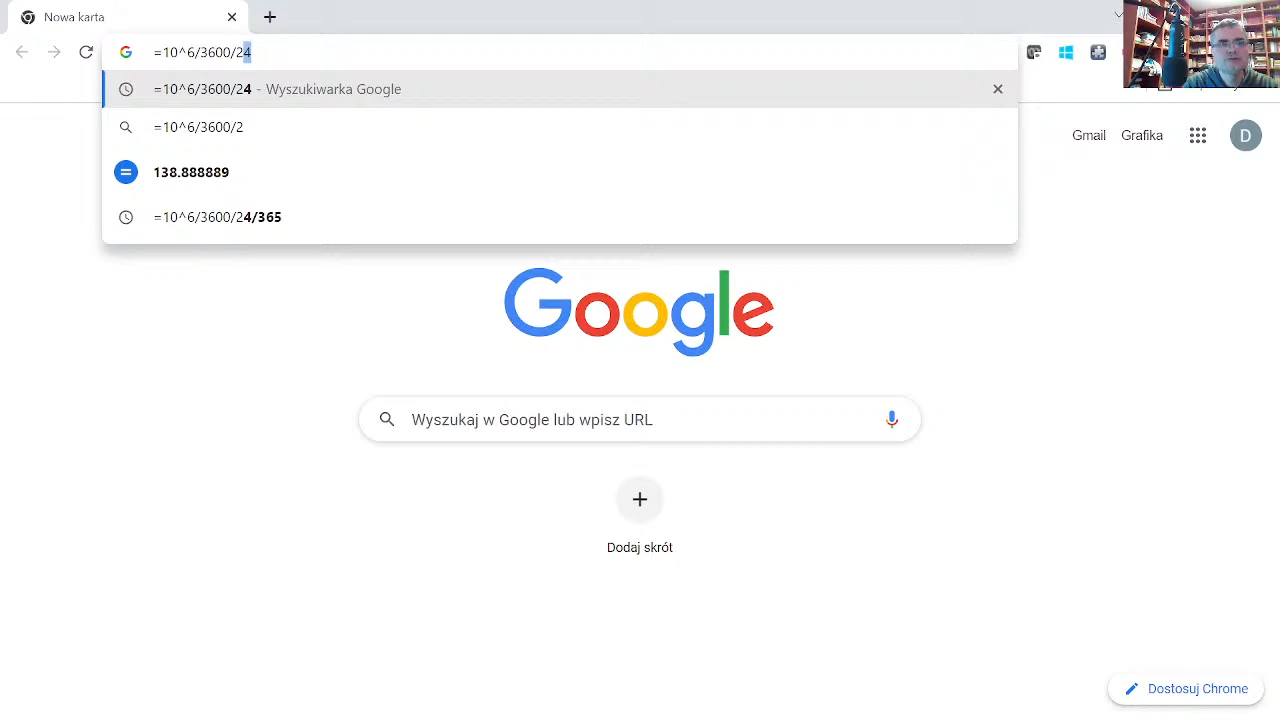 Nowa karta
=10^6/3600/24
=10^6/3600/24 - Wyszukiwarka Google
=10^6/3600/2
138.888889
=10^6/3600/24/365
Gmail Grafika
D
Google
Wyszukaj w Google lub wpisz URL
Dodaj skrót
Dostosuj Chrome